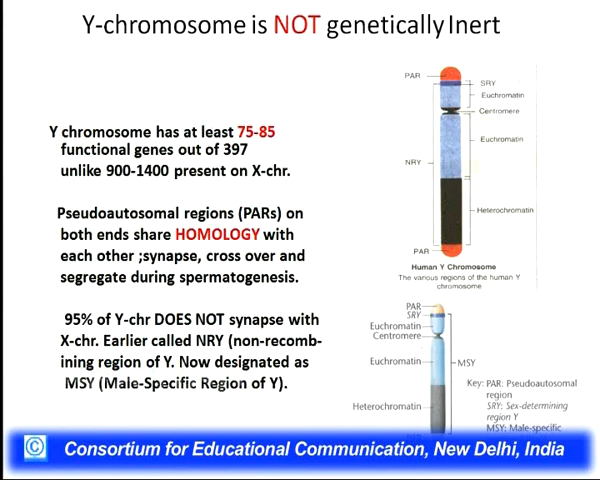 Y-chromosome is NOT genetically Inert
Y chromosome has at least 75-85
functional genes out of 397
unlike 900-1400 present on X-chr.
Pseudoautosomal regions (PARs) on
both ends share HOMOLOGY with
each other ;synapse, cross over and
segregate during spermatogenesis.
95% of Y-chr DOES NOT synapse with
X-chr. Earlier called NRY (non-recomb-
ining region of Y. Now designated as
MSY (Male-Specific Region of Y).
PAR
SRY
Euchromatin
Centromere
Euchromatin
NRY
Heterochromatin
PAR
Human Y Chromosome
The various regions of the human Y
chromosome
PAR
SRY
Euchromatin
Centromere
Euchromatin
MSY
Heterochromatin
Key: PAR: Pseudoautosomal
region
SRY: Sex-determining
region Y
MSY: Male-specific
© Consortium for Educational Communication, New Delhi, India